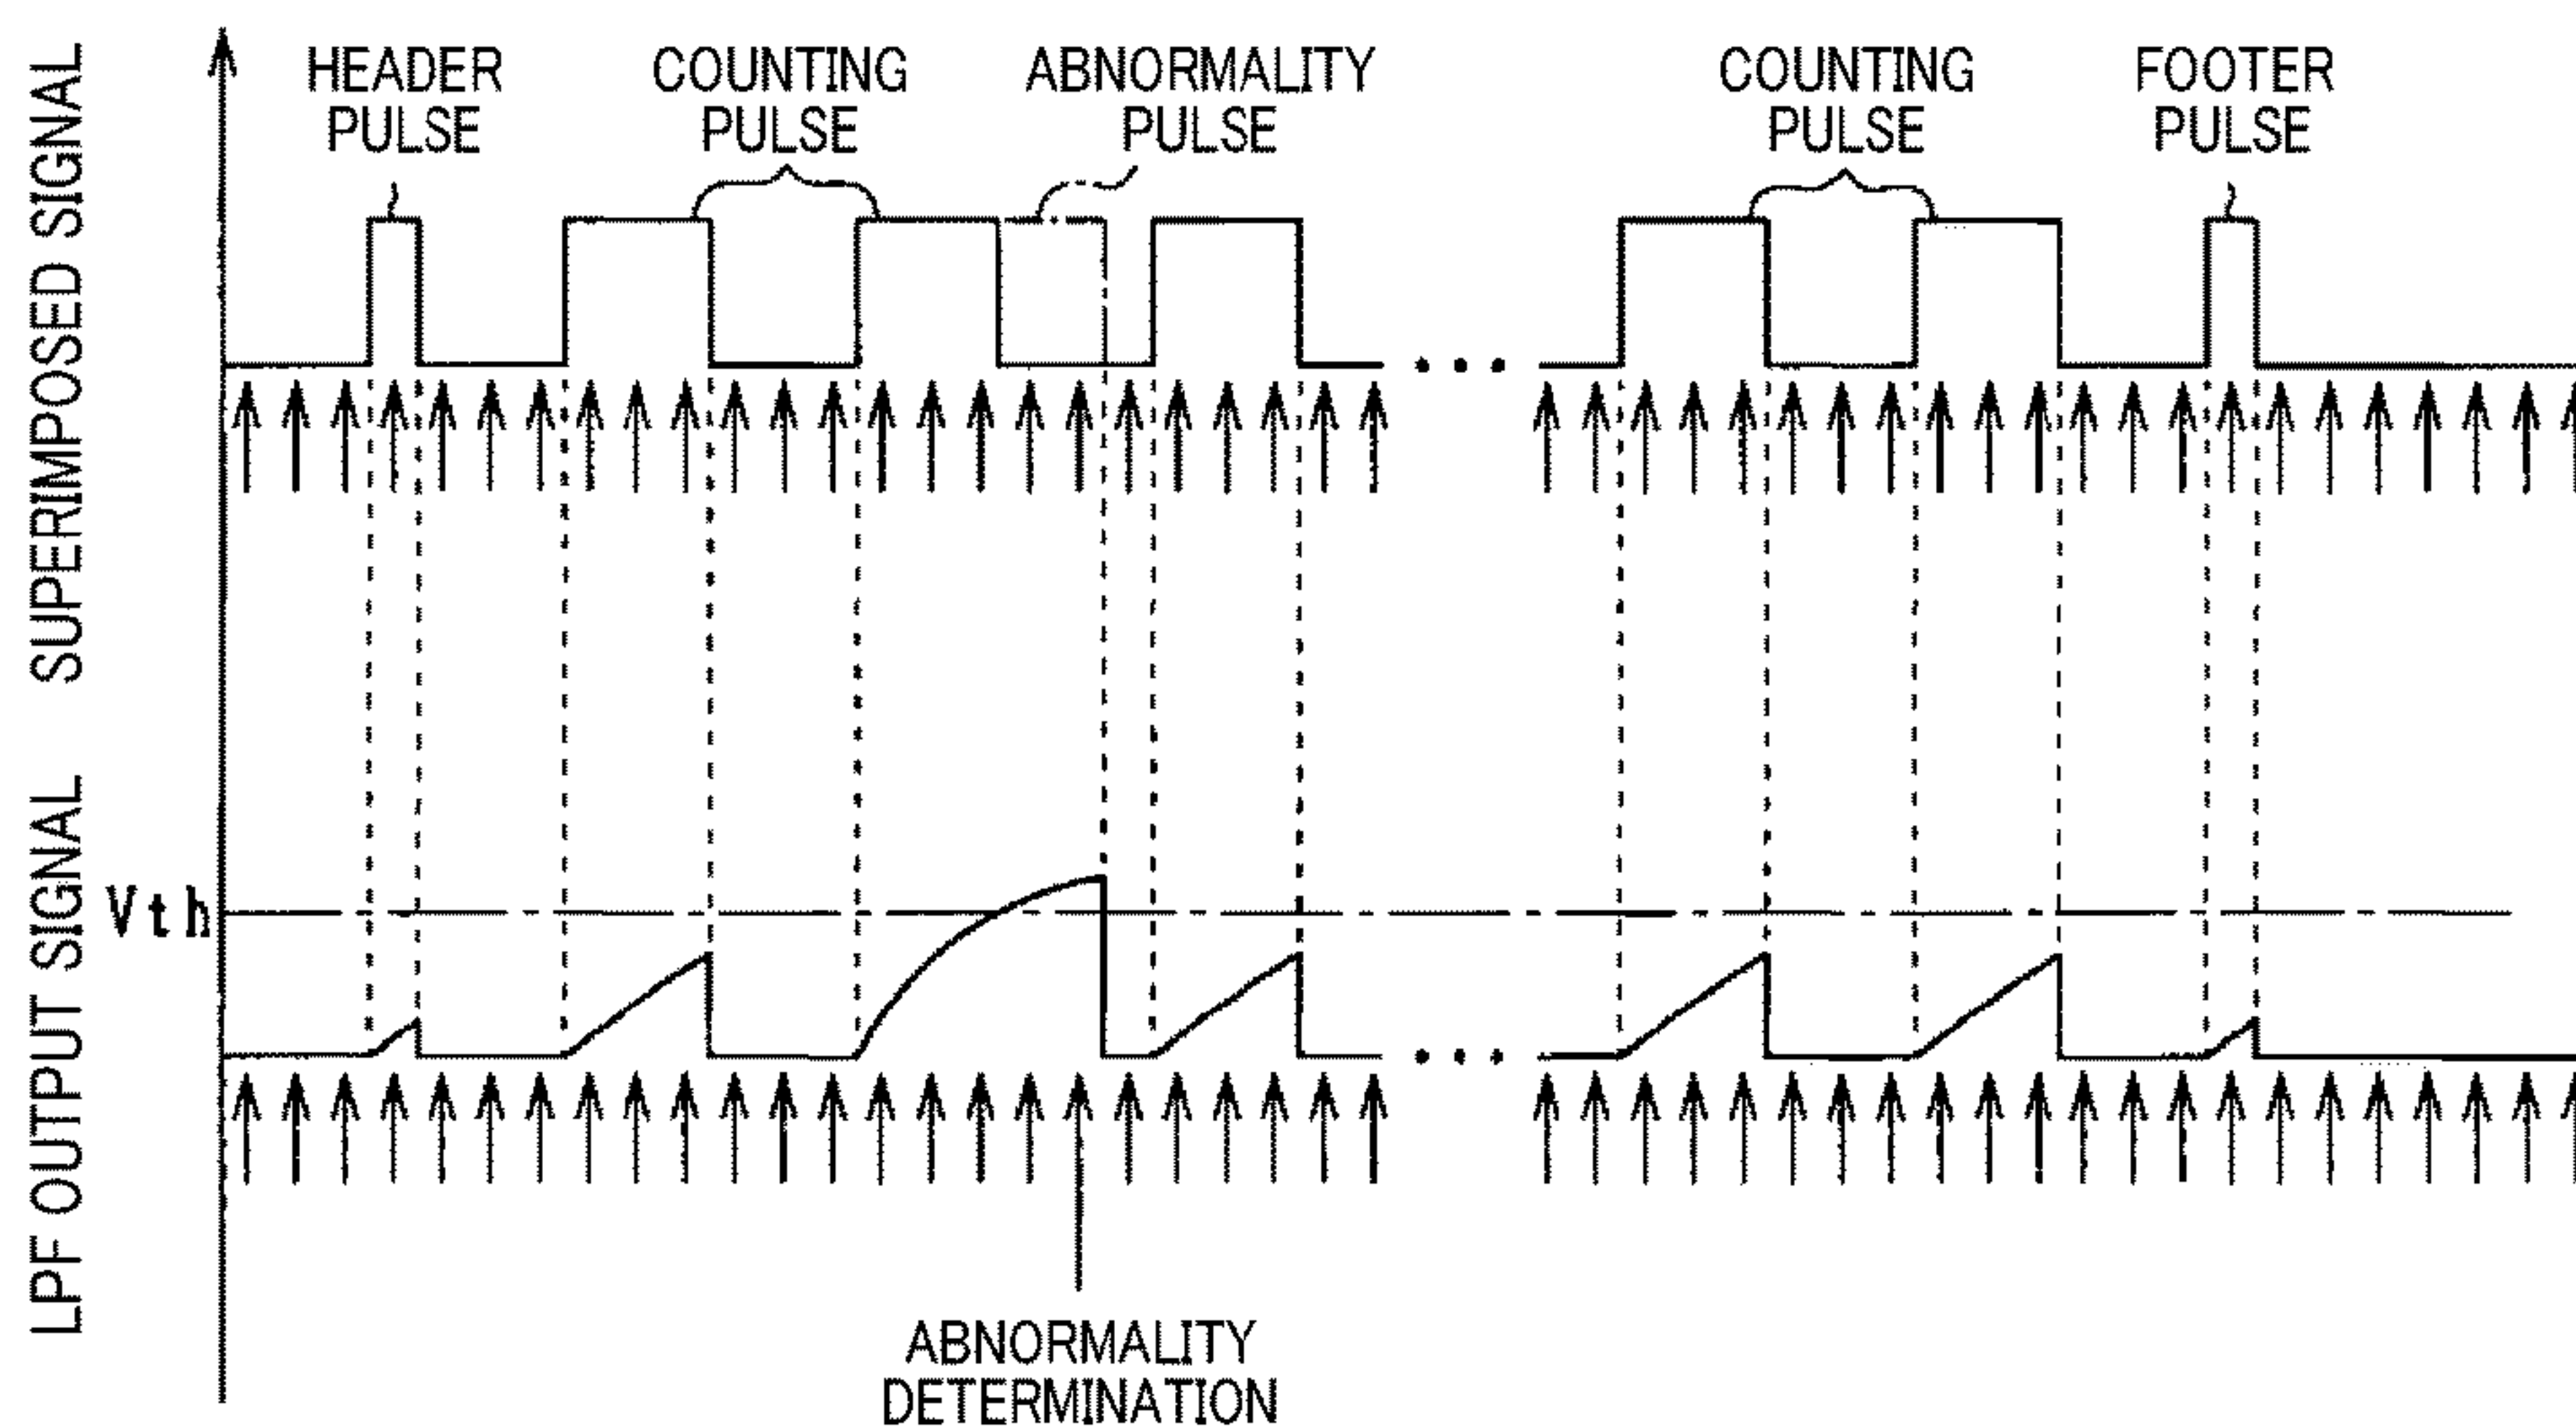 HEADER
PULSE
COUNTING
PULSE
ABNORMALITY
PULSE
COUNTING
PULSE
FOOTER
PULSE
SUPERIMPOSED SIGNAL
LPF OUTPUT SIGNAL
Vth
ABNORMALITY
DETERMINATION